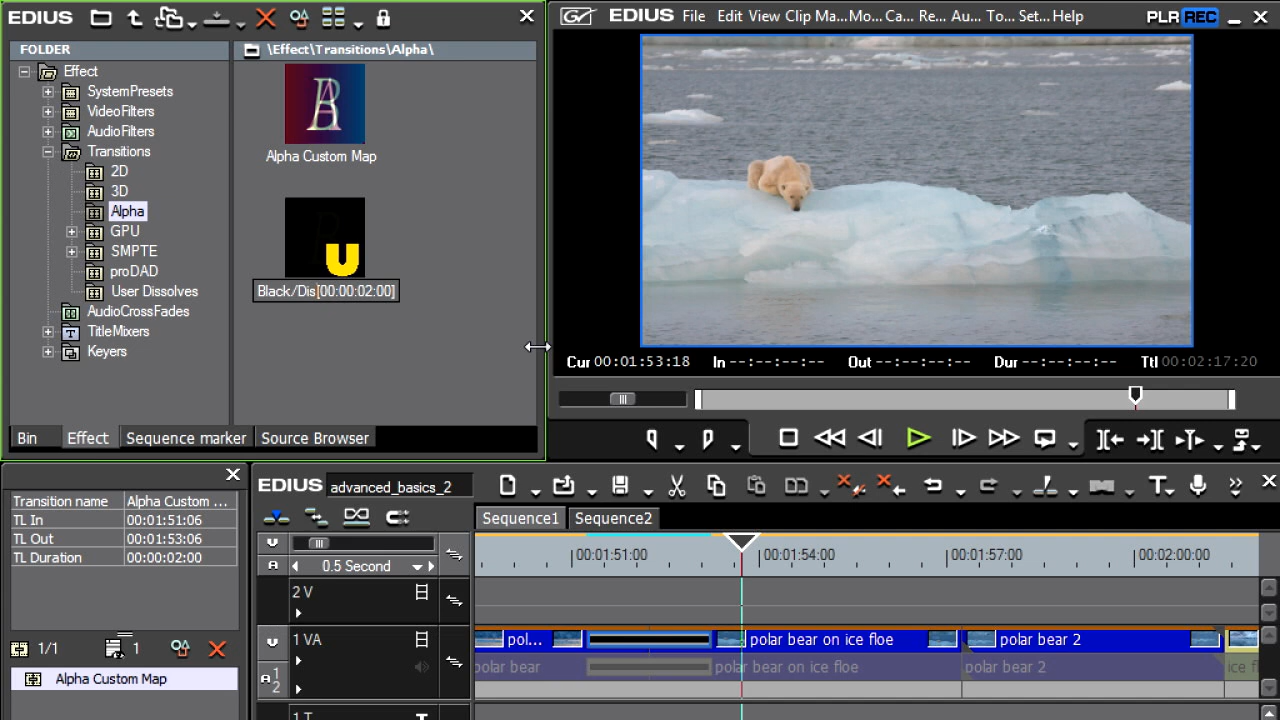 EDIUS
FOLDER
\Effect\Transitions\Alpha\
Effect
SystemPresets
VideoFilters
AudioFilters
Transitions
2D
3D
Alpha
GPU
SMPTE
proDAD
User Dissolves
AudioCrossFades
TitleMixers
Keyers
Alpha Custom Map
U
Black/Dis[00:00:02:00]
Bin Effect Sequence marker Source Browser
EDIUS File Edit View Clip Ma... Mo... Ca... Re... Au... To... Set... Help PLR REC
Cur 00:01:53:18 In --:--:--:-- Out --:--:--:-- Dur --:--:--:-- Ttl 00:02:17:20
Transition name Alpha Custom ...
TL In 00:01:51:06
TL Out 00:01:53:06
TL Duration 00:00:02:00
1/1 1
Alpha Custom Map
EDIUS advanced_basics_2
Sequence1 Sequence2
00:01:51:00 00:01:54:00 00:01:57:00 00:02:00:00
0.5 Second
2 V
1 VA
pol... polar bear on ice floe polar bear 2
polar bear polar bear on ice floe polar bear 2 ice f
A 1 2
1 T T